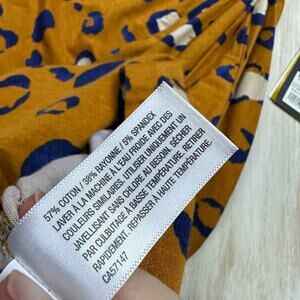 57% COTON / 38% RAYONNE / 5% SPANDEX
LAVER À LA MACHINE À L'EAU FROIDE AVEC DES
COULEURS SIMILAIRES. UTILISER UNIQUEMENT UN
JAVELLISANT SANS CHLORE AU BESOIN. SÉCHER
PAR CULBUTAGE À BASSE TEMPÉRATURE. RETIRER
RAPIDEMENT. REPASSER À HAUTE TEMPÉRATURE.
CA57147